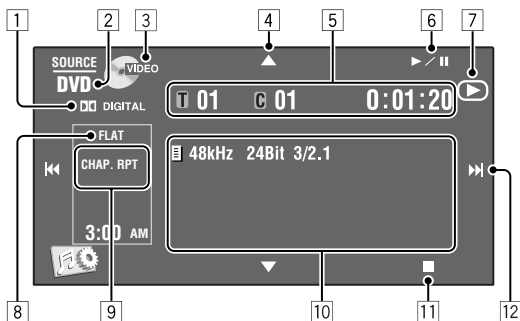 1 2 3 4 5 6 7
SOURCE
DVD
VIDEO
DIGITAL
T 01 C 01 0:01:20
FLAT
CHAP. RPT
48kHz 24Bit 3/2.1
3:00 AM
8 9 10 11 12